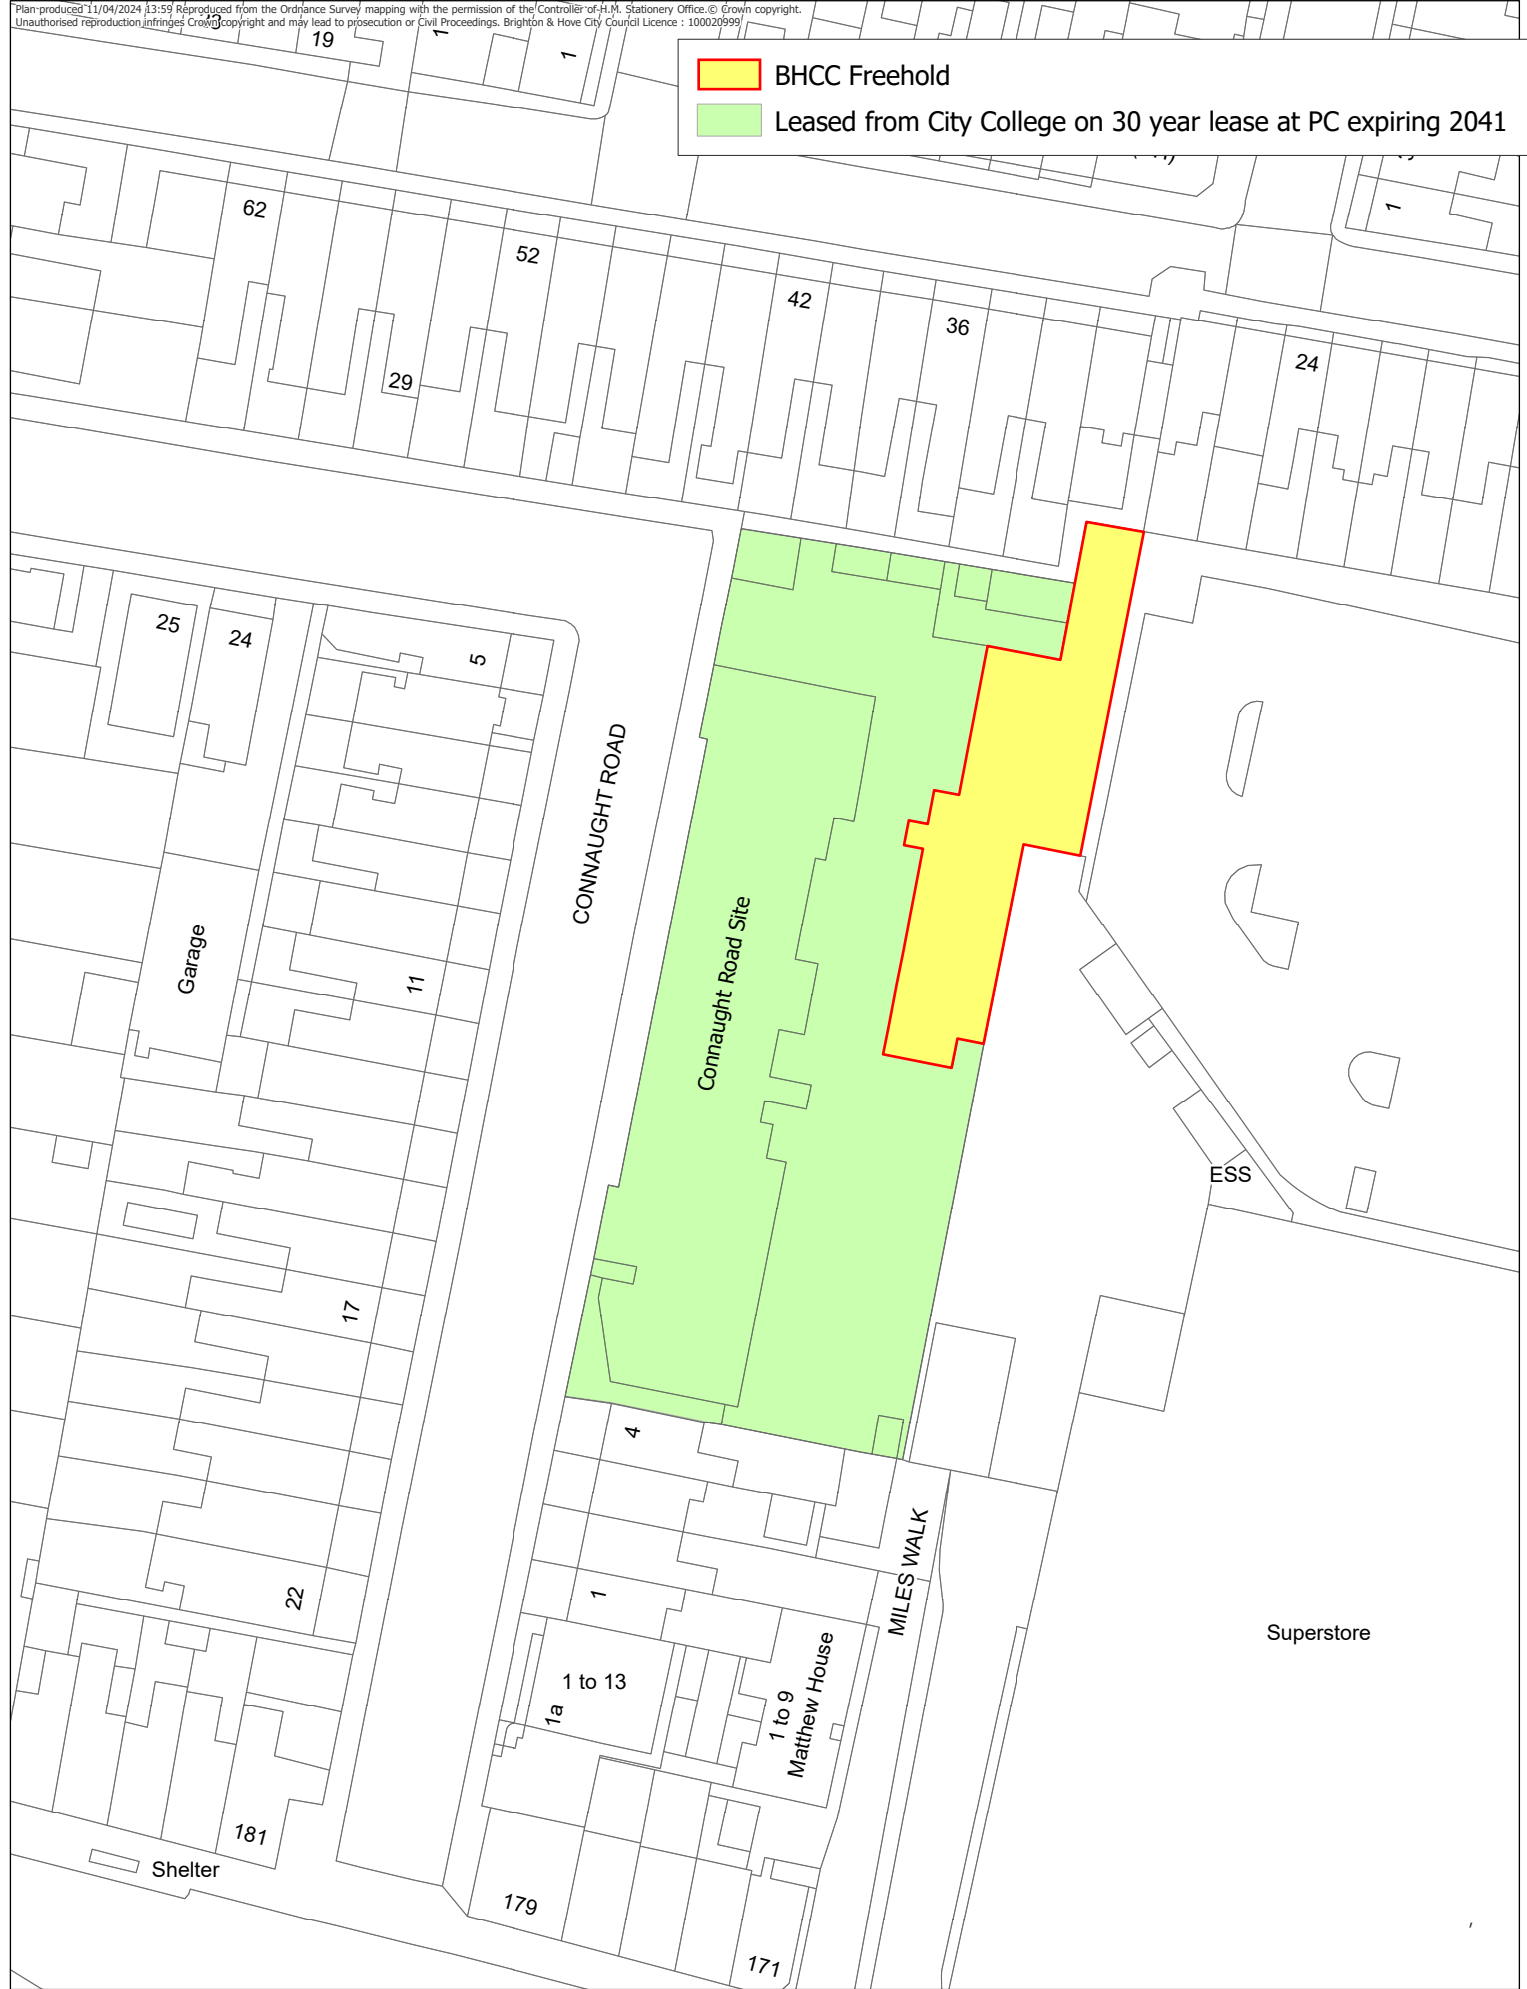 Plan produced 11/04/2024 13:59 Reproduced from the Ordnance Survey mapping with the permission of the Controller of H.M. Stationery Office.© Crown copyright.
Unauthorised reproduction infringes Crown copyright and may lead to prosecution or Civil Proceedings. Brighton & Hove City Council Licence : 100020999
19
1
1
BHCC Freehold
Leased from City College on 30 year lease at PC expiring 2041
1
62
52
42
36
24
29
25
24
5
CONNAUGHT ROAD
Garage
11
Connaught Road Site
ESS
17
4
22
1
MILES WALK
Superstore
1 to 13
1a
1 to 9
Matthew House
181
Shelter
179
171